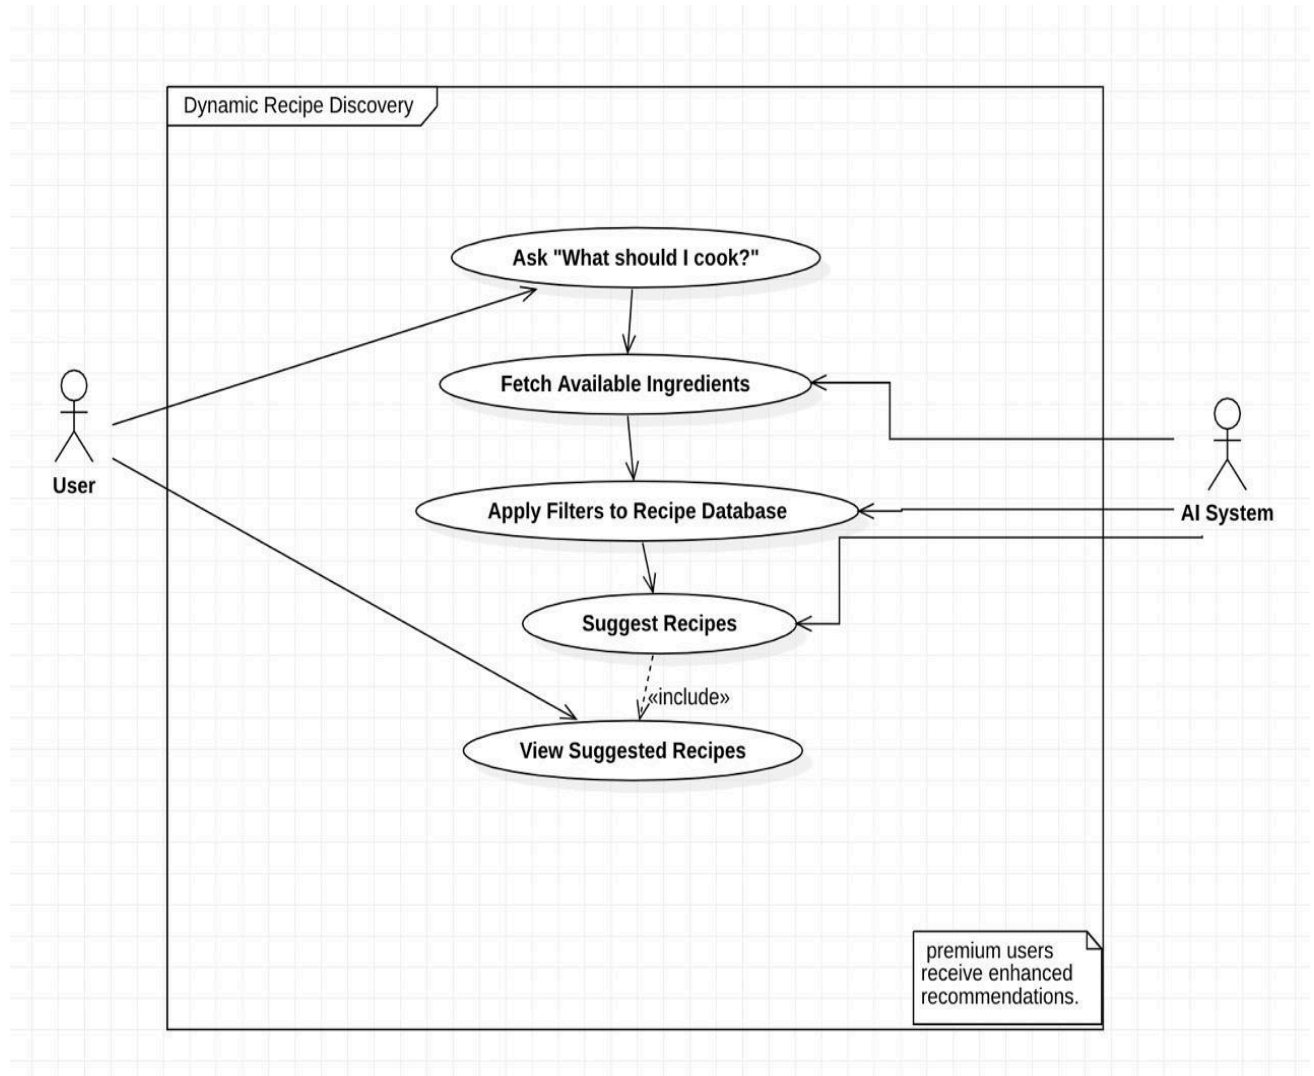 Dynamic Recipe Discovery
Ask "What should I cook?"
Fetch Available Ingredients
User
Apply Filters to Recipe Database
AI System
Suggest Recipes
«include»
View Suggested Recipes
premium users
receive enhanced
recommendations.